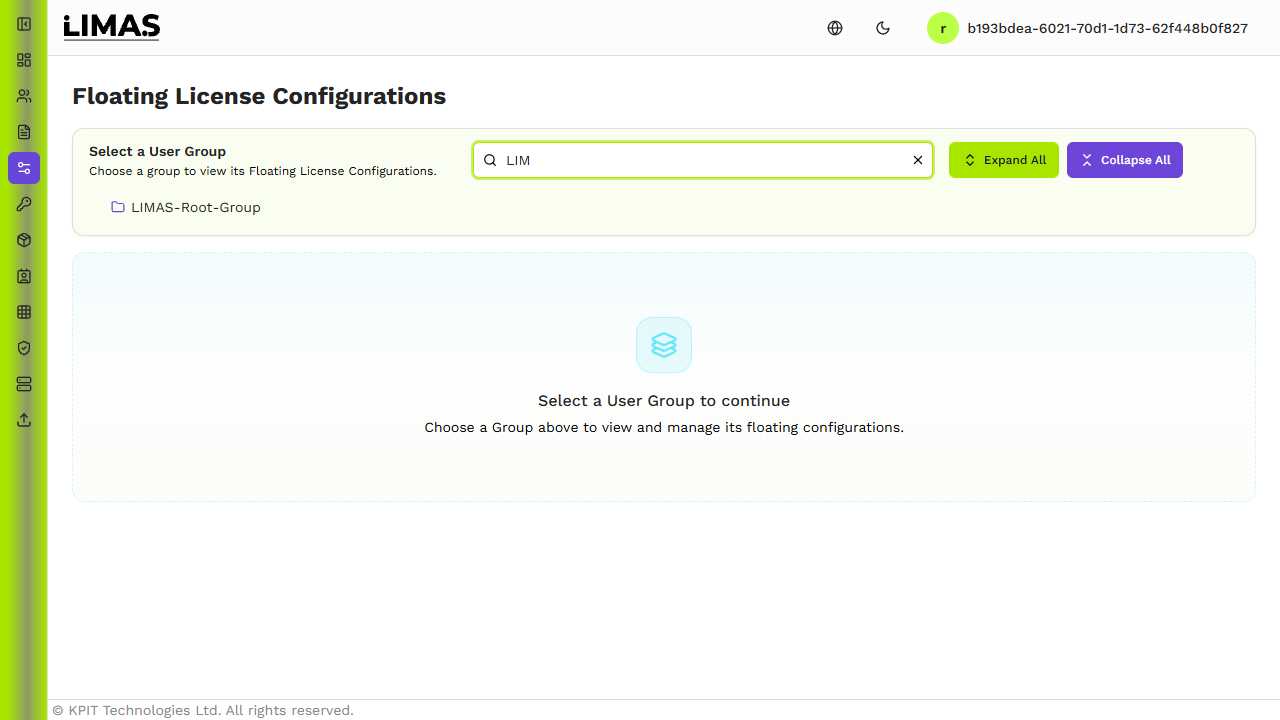 LIMAS
r
b193bdea-6021-70d1-1d73-62f448b0f827
Floating License Configurations
Select a User Group
Choose a group to view its Floating License Configurations.
LIM
Expand All
Collapse All
LIMAS-Root-Group
Select a User Group to continue
Choose a Group above to view and manage its floating configurations.
© KPIT Technologies Ltd. All rights reserved.